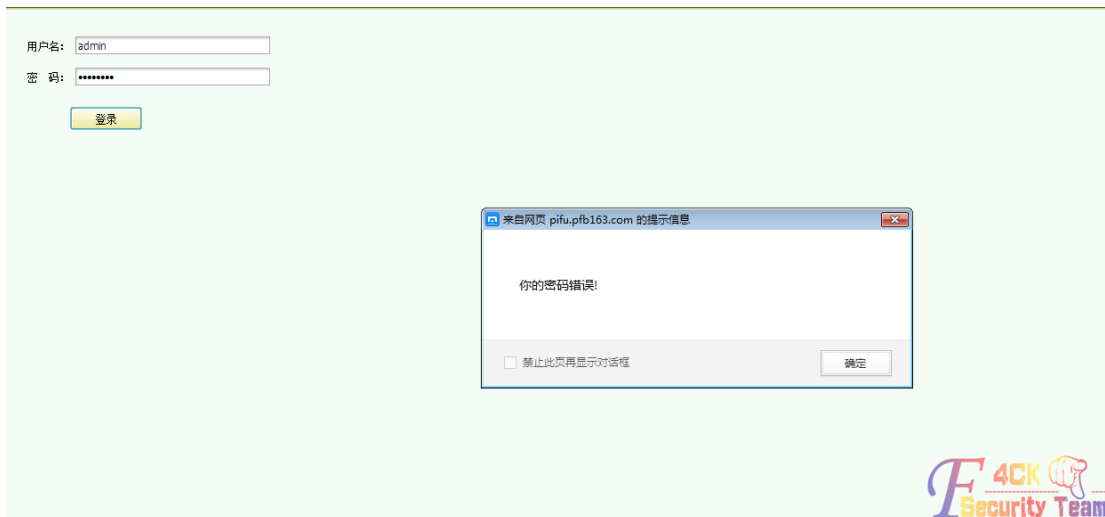 用户名： admin
密 码： ••••••••
登录
来自网页 pifu.pfb163.com 的提示信息
你的密码错误!
禁止此页再显示对话框
确定
F4CK
Security Team